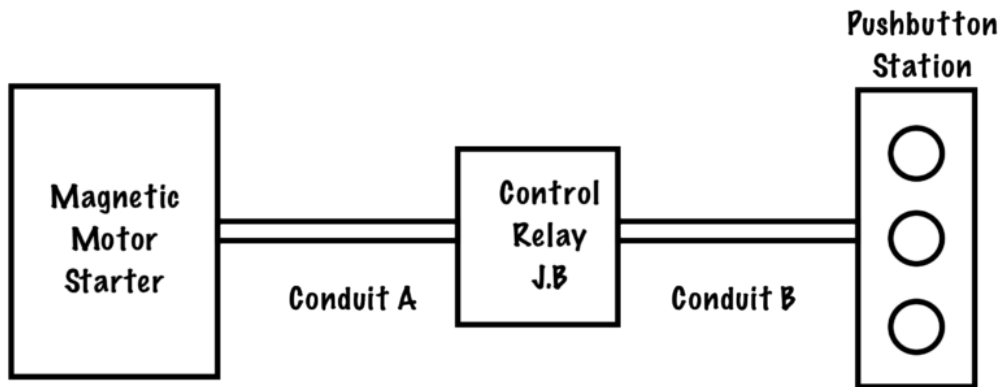 Pushbutton
Station
Magnetic
Motor
Starter
Control
Relay
J.B
Conduit A
Conduit B